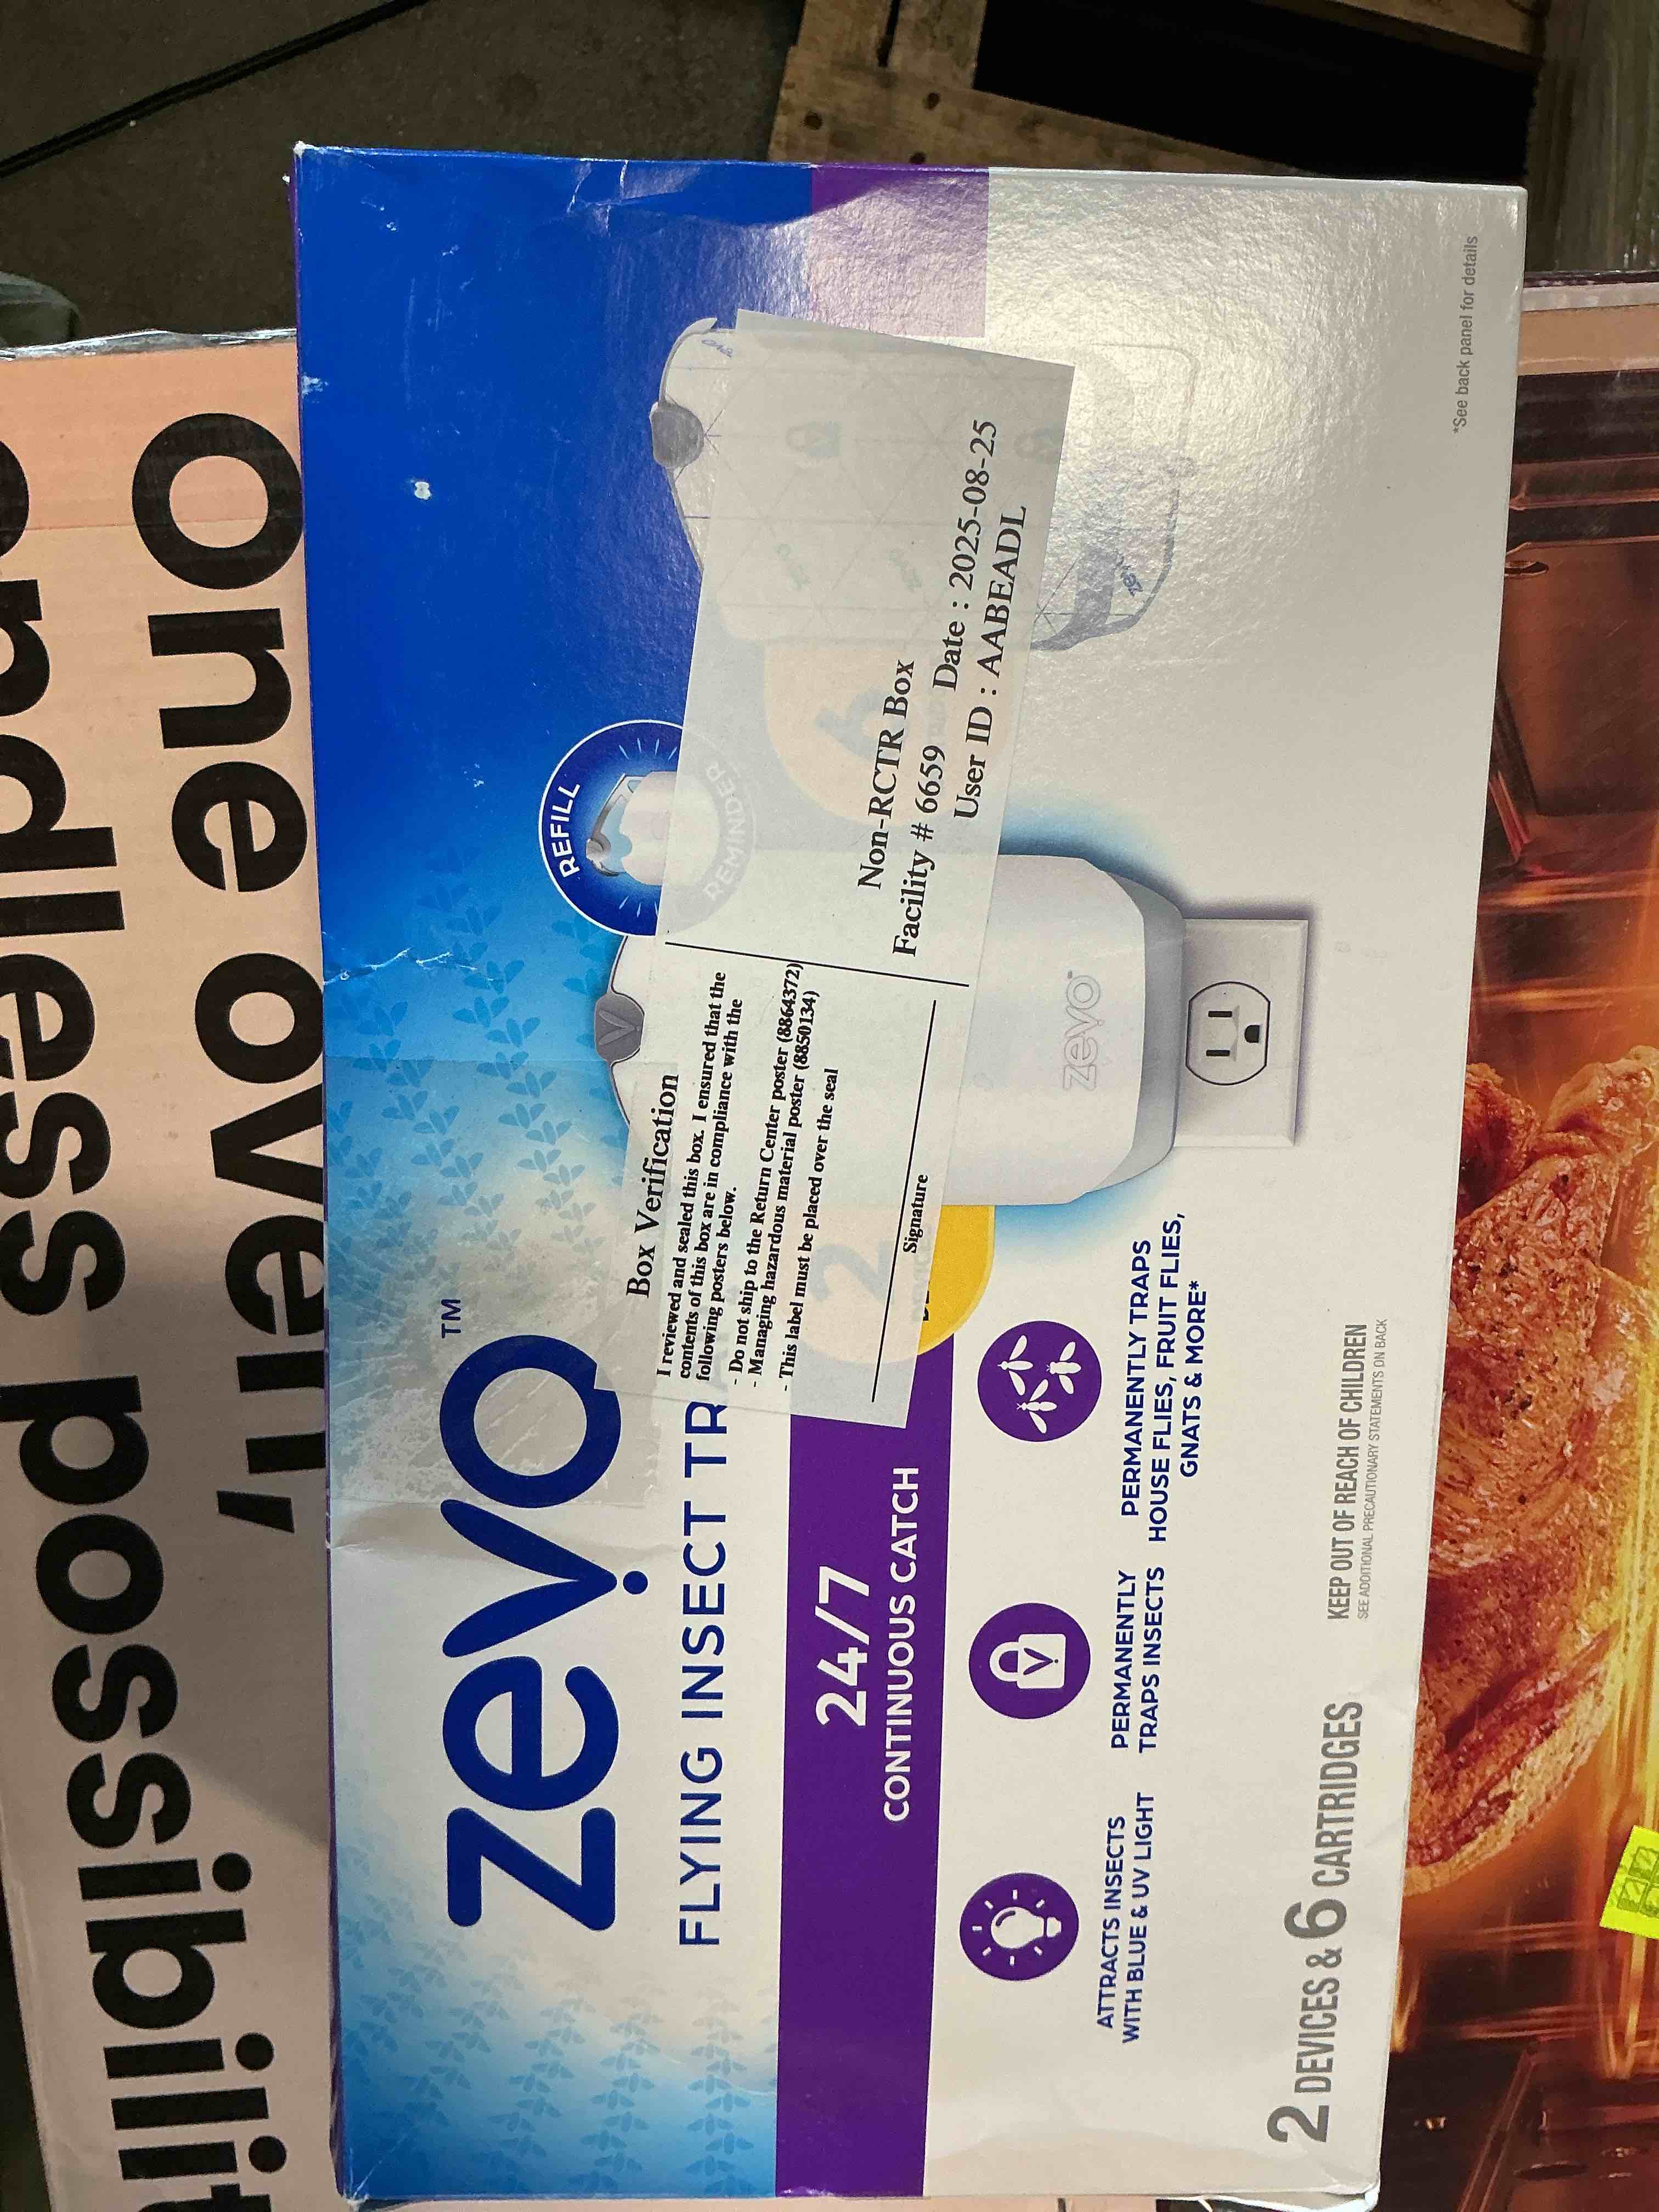 one oven,
endless possibilit
zevo
TM
FLYING INSECT TR
24/7
CONTINUOUS CATCH
REFILL
REMINDER
Box Verification
I reviewed and sealed this box. I ensured that the
contents of this box are in compliance with the
following posters below.
- Do not ship to the Return Center poster (8864372)
- Managing hazardous material poster (8850134)
- This label must be placed over the seal
Signature
Non-RCTR Box
Facility # 6659 Date : 2025-08-25
User ID : AABEADL
2
6
zevo
ATTRACTS INSECTS
WITH BLUE & UV LIGHT
PERMANENTLY
TRAPS INSECTS
PERMANENTLY TRAPS
HOUSE FLIES, FRUIT FLIES,
GNATS & MORE*
2 DEVICES & 6 CARTRIDGES
KEEP OUT OF REACH OF CHILDREN
SEE ADDITIONAL PRECAUTIONARY STATEMENTS ON BACK
*See back panel for details